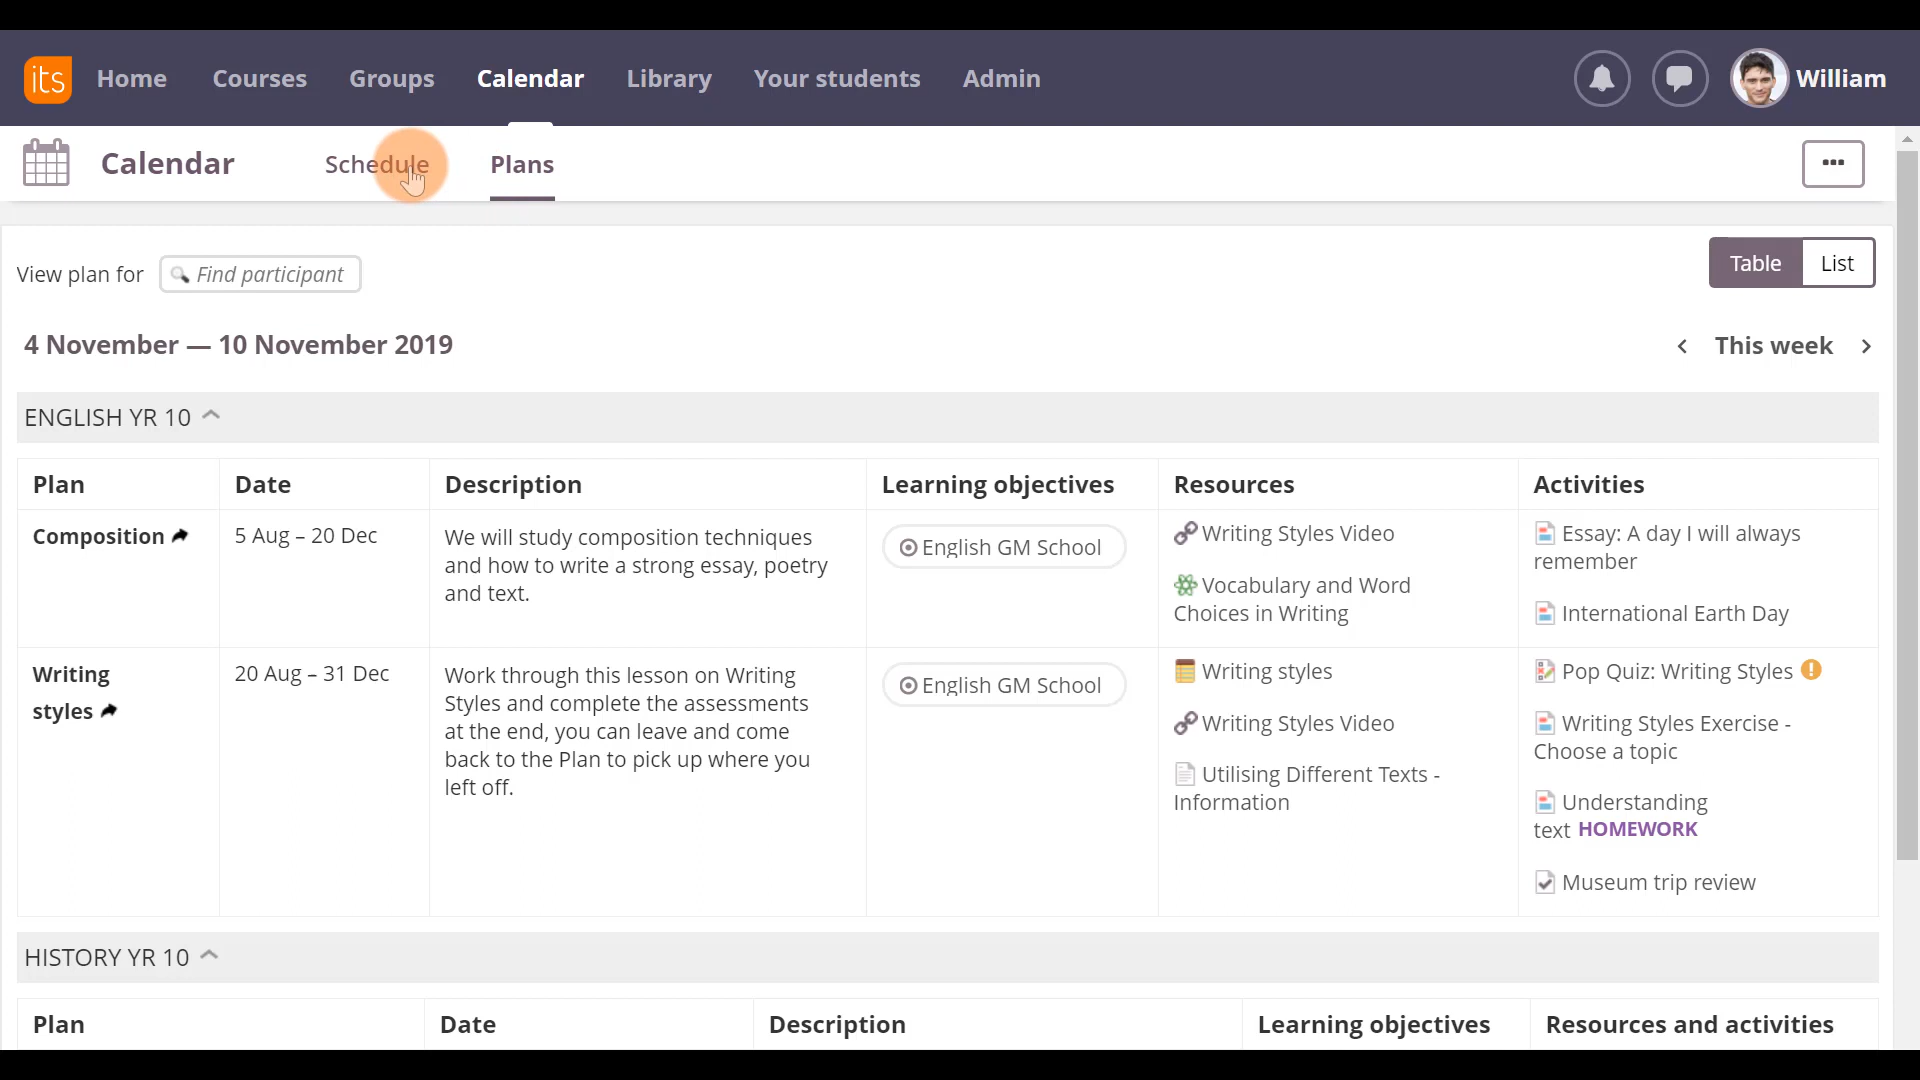 its Home Courses Groups Calendar Library Your students Admin William
Calendar Schedule Plans ...
View plan for Find participant Table List
4 November — 10 November 2019 This week
ENGLISH YR 10
Plan Date Description Learning objectives Resources Activities
Composition 5 Aug – 20 Dec
We will study composition techniques
and how to write a strong essay, poetry
and text.
English GM School
Writing Styles Video
Vocabulary and Word
Choices in Writing
Essay: A day I will always
remember
International Earth Day
Writing
styles
20 Aug – 31 Dec
Work through this lesson on Writing
Styles and complete the assessments
at the end, you can leave and come
back to the Plan to pick up where you
left off.
English GM School
Writing styles
Writing Styles Video
Utilising Different Texts -
Information
Pop Quiz: Writing Styles
Writing Styles Exercise -
Choose a topic
Understanding
text HOMEWORK
Museum trip review
HISTORY YR 10
Plan Date Description Learning objectives Resources and activities